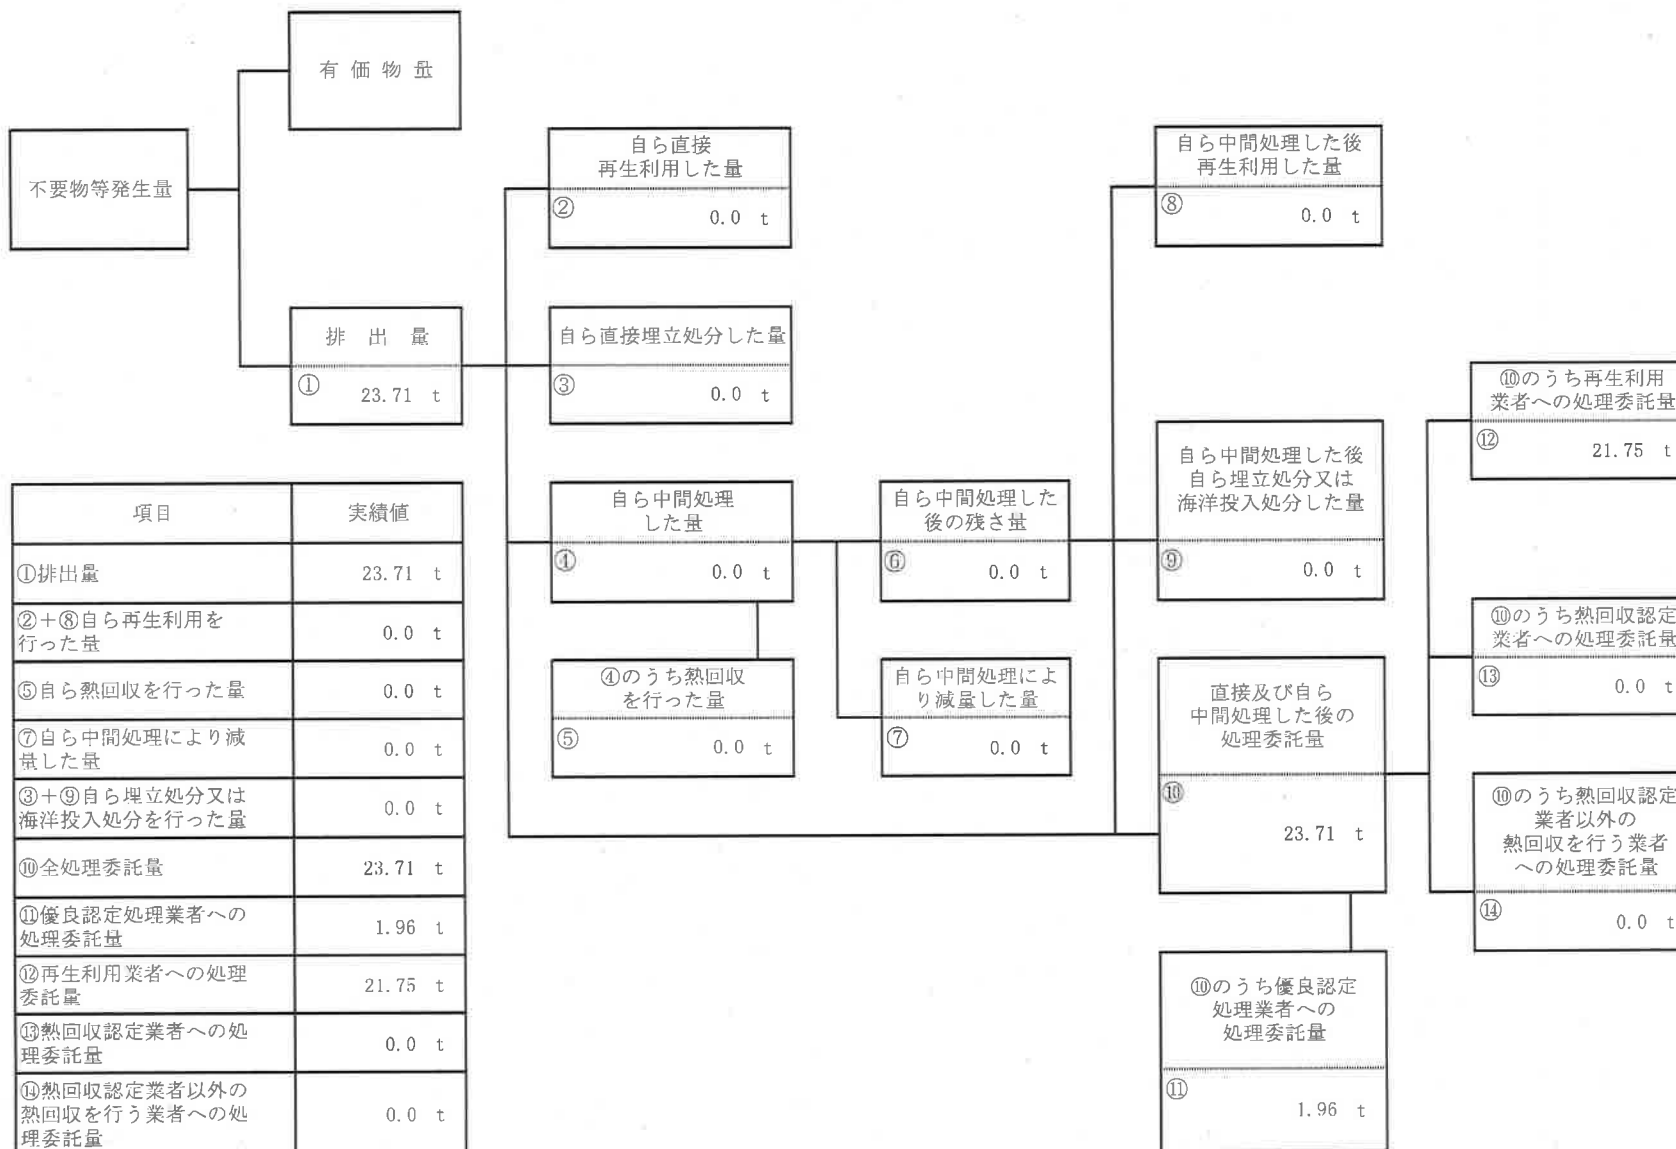 有価物量
不要物等発生量
排出量
① 23.71 t
自ら直接
再生利用した量
② 0.0 t
自ら直接埋立処分した量
③ 0.0 t
自ら中間処理
した量
④ 0.0 t
④のうち熱回収
を行った量
⑤ 0.0 t
自ら中間処理した
後の残さ量
⑥ 0.0 t
自ら中間処理によ
り減量した量
⑦ 0.0 t
自ら中間処理した後
再生利用した量
⑧ 0.0 t
自ら中間処理した後
自ら埋立処分又は
海洋投入処分した量
⑨ 0.0 t
直接及び自ら
中間処理した後の
処理委託量
⑩
23.71 t
⑩のうち優良認定
処理業者への
処理委託量
⑪
1.96 t
⑩のうち再生利用
業者への処理委託量
⑫ 21.75 t
⑩のうち熱回収認定
業者への処理委託量
⑬ 0.0 t
⑩のうち熱回収認定
業者以外の
熱回収を行う業者
への処理委託量
⑭ 0.0 t
項目 実績値
①排出量 23.71 t
②+⑧自ら再生利用を
行った量 0.0 t
⑤自ら熱回収を行った量 0.0 t
⑦自ら中間処理により減
量した量 0.0 t
③+⑨自ら埋立処分又は
海洋投入処分を行った量 0.0 t
⑩全処理委託量 23.71 t
⑪優良認定処理業者への
処理委託量 1.96 t
⑫再生利用業者への処理
委託量 21.75 t
⑬熱回収認定業者への処
理委託量 0.0 t
⑭熱回収認定業者以外の
熱回収を行う業者への処
理委託量 0.0 t